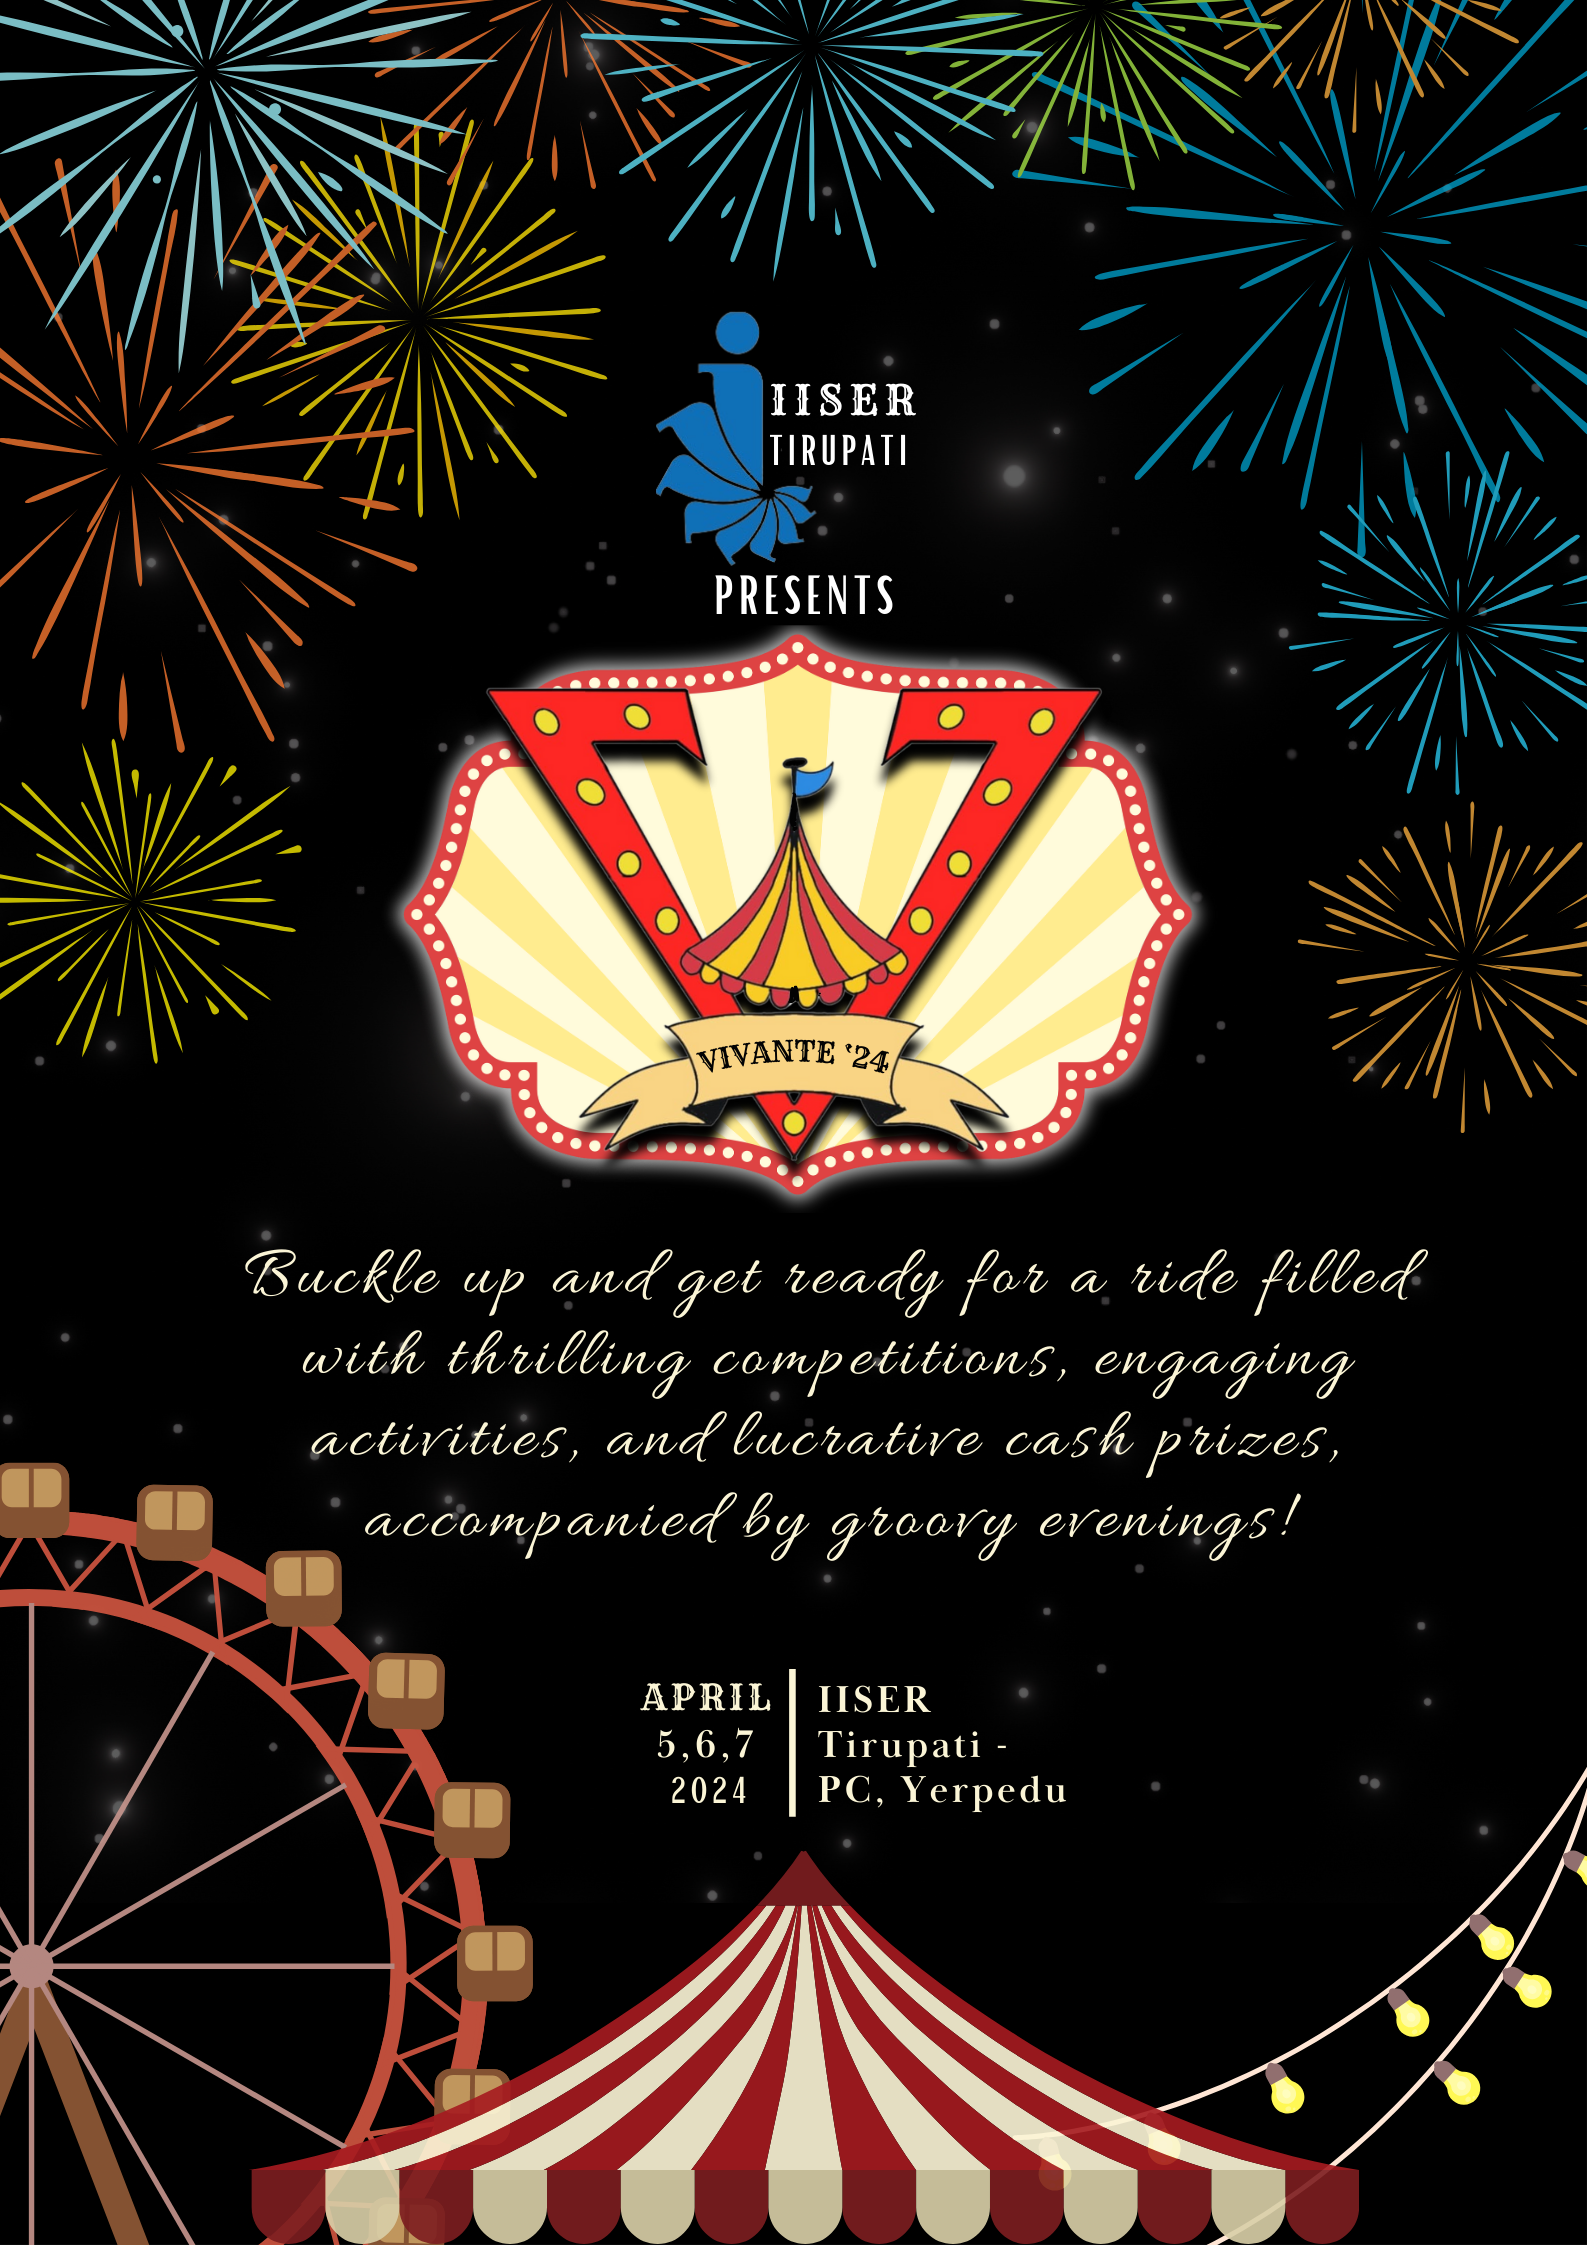 IISER
TIRUPATI
PRESENTS
VIVANTE '24
Buckle up and get ready for a ride filled
with thrilling competitions, engaging
activities, and lucrative cash prizes,
accompanied by groovy evenings!
APRIL
5,6,7
2024
IISER
Tirupati -
PC, Yerpedu